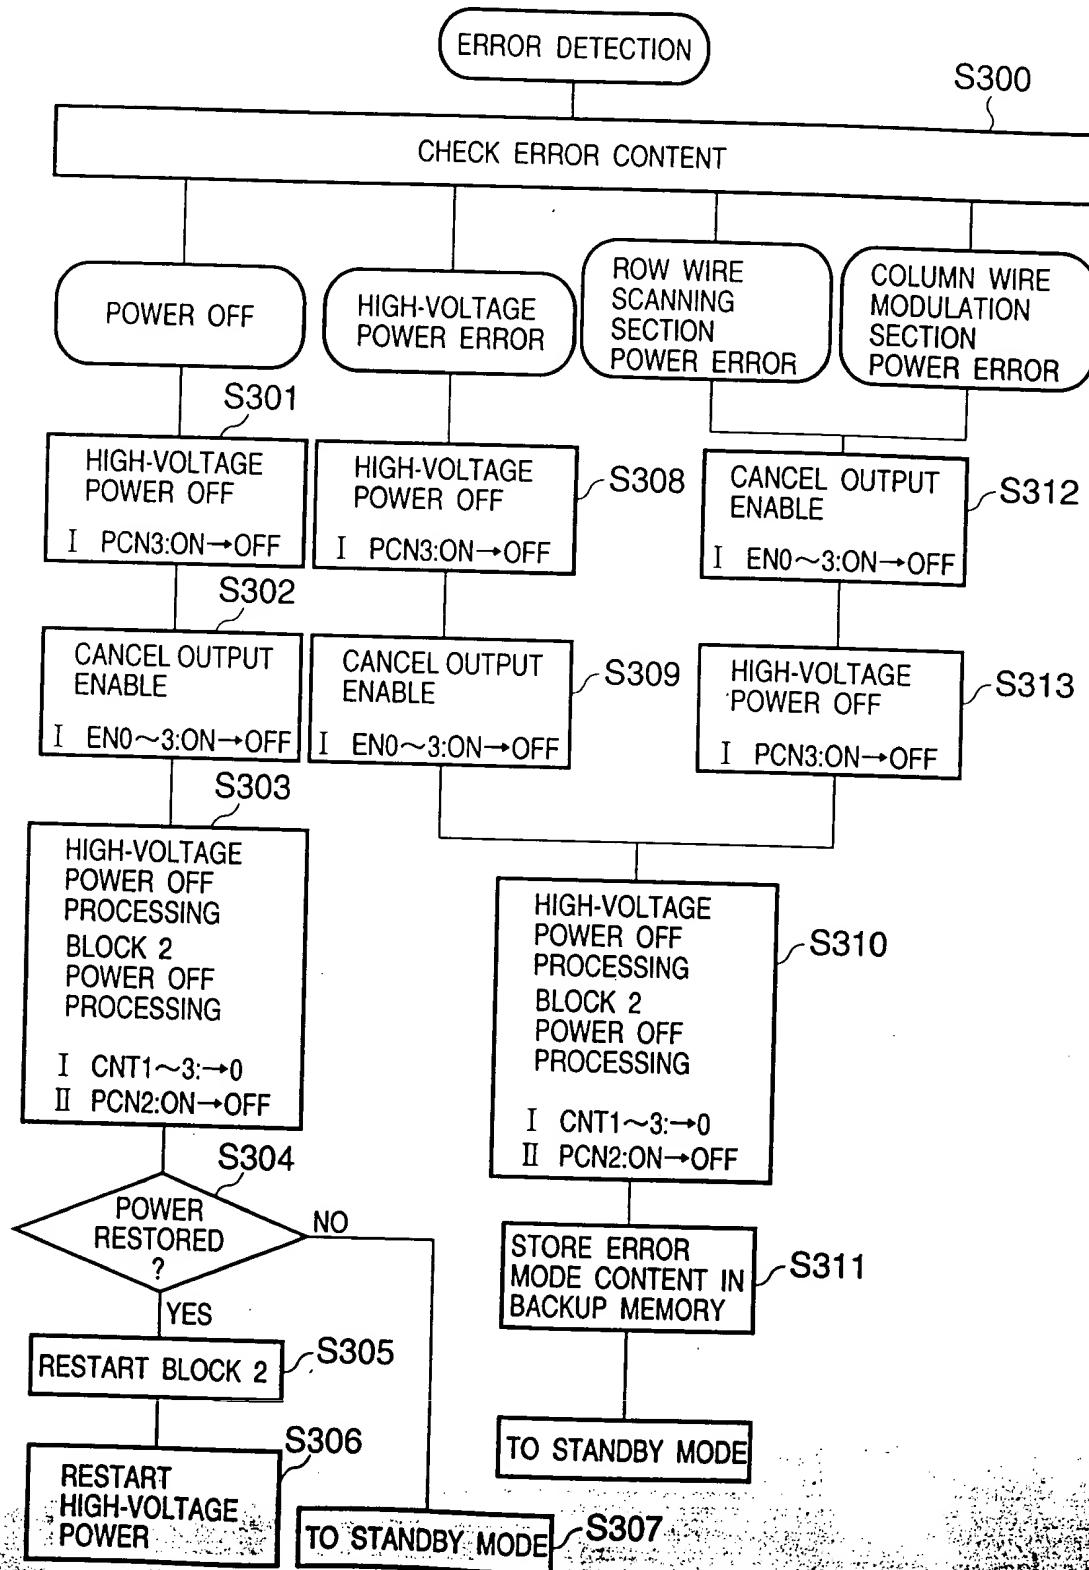 ERROR DETECTION
S300
CHECK ERROR CONTENT
POWER OFF
HIGH-VOLTAGE
POWER ERROR
ROW WIRE
SCANNING
SECTION
POWER ERROR
COLUMN WIRE
MODULATION
SECTION
POWER ERROR
S301
HIGH-VOLTAGE
POWER OFF
I PCN3:ON→OFF
S308
HIGH-VOLTAGE
POWER OFF
I PCN3:ON→OFF
S312
CANCEL OUTPUT
ENABLE
I EN0~3:ON→OFF
S302
CANCEL OUTPUT
ENABLE
I EN0~3:ON→OFF
S309
CANCEL OUTPUT
ENABLE
I EN0~3:ON→OFF
S313
HIGH-VOLTAGE
POWER OFF
I PCN3:ON→OFF
S303
HIGH-VOLTAGE
POWER OFF
PROCESSING
BLOCK 2
POWER OFF
PROCESSING
I CNT1~3:→0
II PCN2:ON→OFF
S310
HIGH-VOLTAGE
POWER OFF
PROCESSING
BLOCK 2
POWER OFF
PROCESSING
I CNT1~3:→0
II PCN2:ON→OFF
S304
POWER
RESTORED
?
NO
YES
S311
STORE ERROR
MODE CONTENT IN
BACKUP MEMORY
S305
RESTART BLOCK 2
TO STANDBY MODE
S306
RESTART
HIGH-VOLTAGE
POWER
S307
TO STANDBY MODE